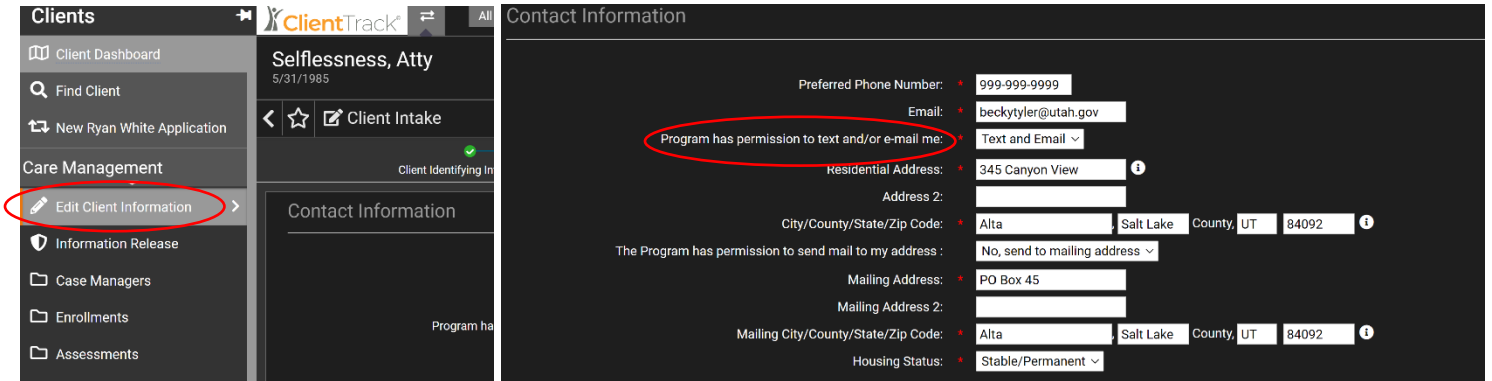 Clients
Client Dashboard
Find Client
New Ryan White Application
Care Management
Edit Client Information
Information Release
Case Managers
Enrollments
Assessments
ClientTrack®
All
Selflessness, Atty
5/31/1985
Client Intake
Client Identifying In
Contact Information
Program ha
Contact Information
Preferred Phone Number: * 999-999-9999
Email: * beckytyler@utah.gov
Program has permission to text and/or e-mail me: * Text and Email
Residential Address: * 345 Canyon View
Address 2:
City/County/State/Zip Code: * Alta , Salt Lake County, UT 84092
The Program has permission to send mail to my address : No, send to mailing address
Mailing Address: * PO Box 45
Mailing Address 2:
Mailing City/County/State/Zip Code: * Alta , Salt Lake County, UT 84092
Housing Status: * Stable/Permanent